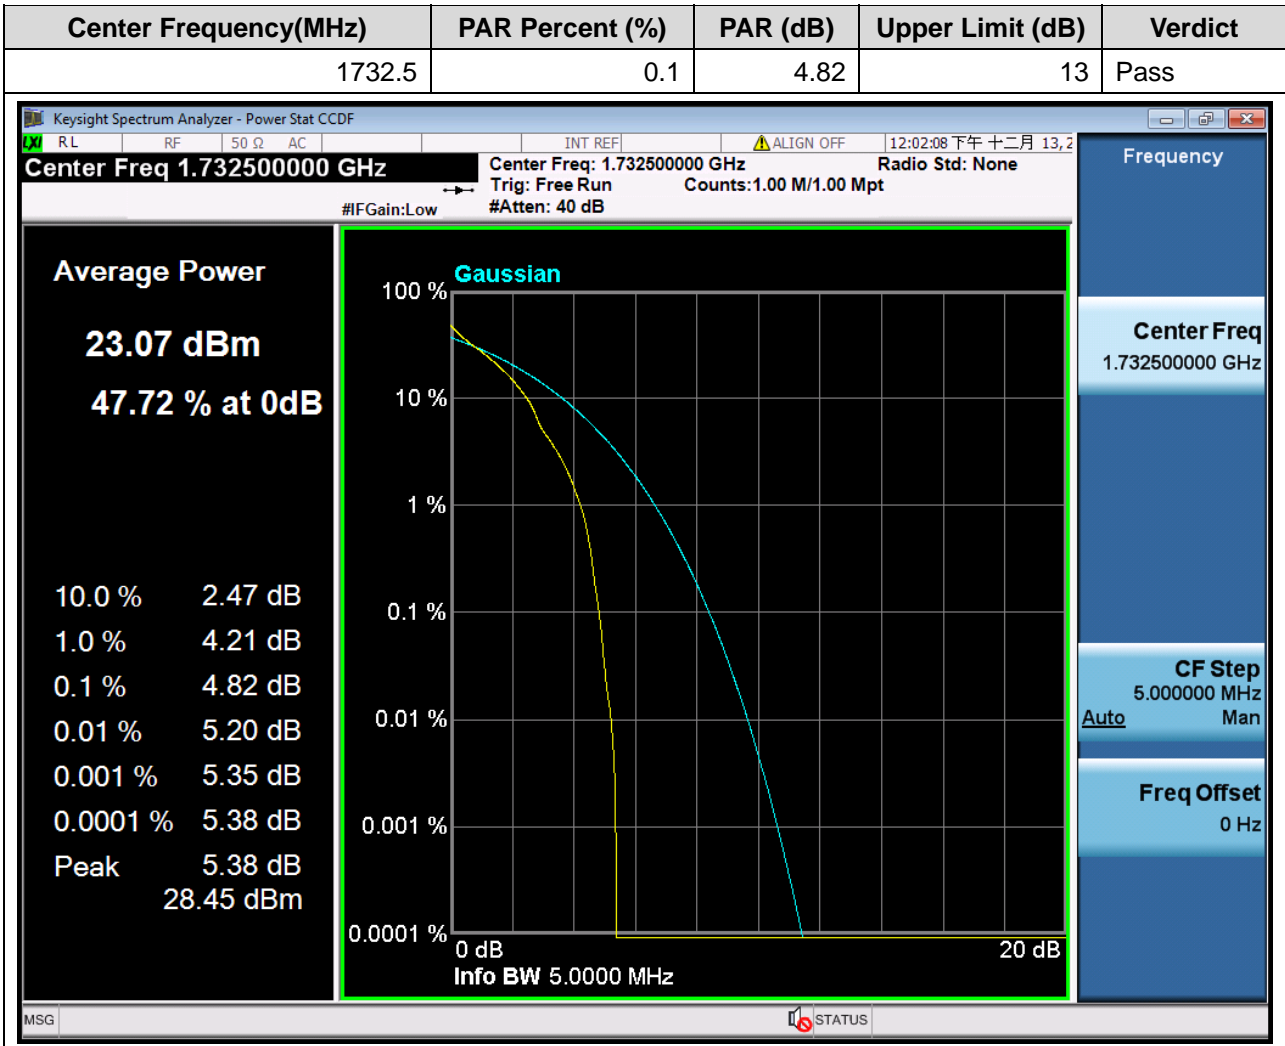 Center Frequency(MHz) PAR Percent (%) PAR (dB) Upper Limit (dB) Verdict
1732.5 0.1 4.82 13 Pass
Keysight Spectrum Analyzer - Power Stat CCDF
LXI RL RF 50 Ω AC INT REF ALIGN OFF 12:02:08 下午 十二月 13, 2
Center Freq 1.732500000 GHz
Center Freq: 1.732500000 GHz Radio Std: None
Trig: Free Run Counts:1.00 M/1.00 Mpt
#IFGain:Low #Atten: 40 dB
Average Power
23.07 dBm
47.72 % at 0dB
10.0 % 2.47 dB
1.0 % 4.21 dB
0.1 % 4.82 dB
0.01 % 5.20 dB
0.001 % 5.35 dB
0.0001 % 5.38 dB
Peak 5.38 dB
28.45 dBm
Gaussian
100 %
10 %
1 %
0.1 %
0.01 %
0.001 %
0.0001 %
0 dB 20 dB
Info BW 5.0000 MHz
Frequency
Center Freq
1.732500000 GHz
CF Step
5.000000 MHz
Auto Man
Freq Offset
0 Hz
MSG STATUS